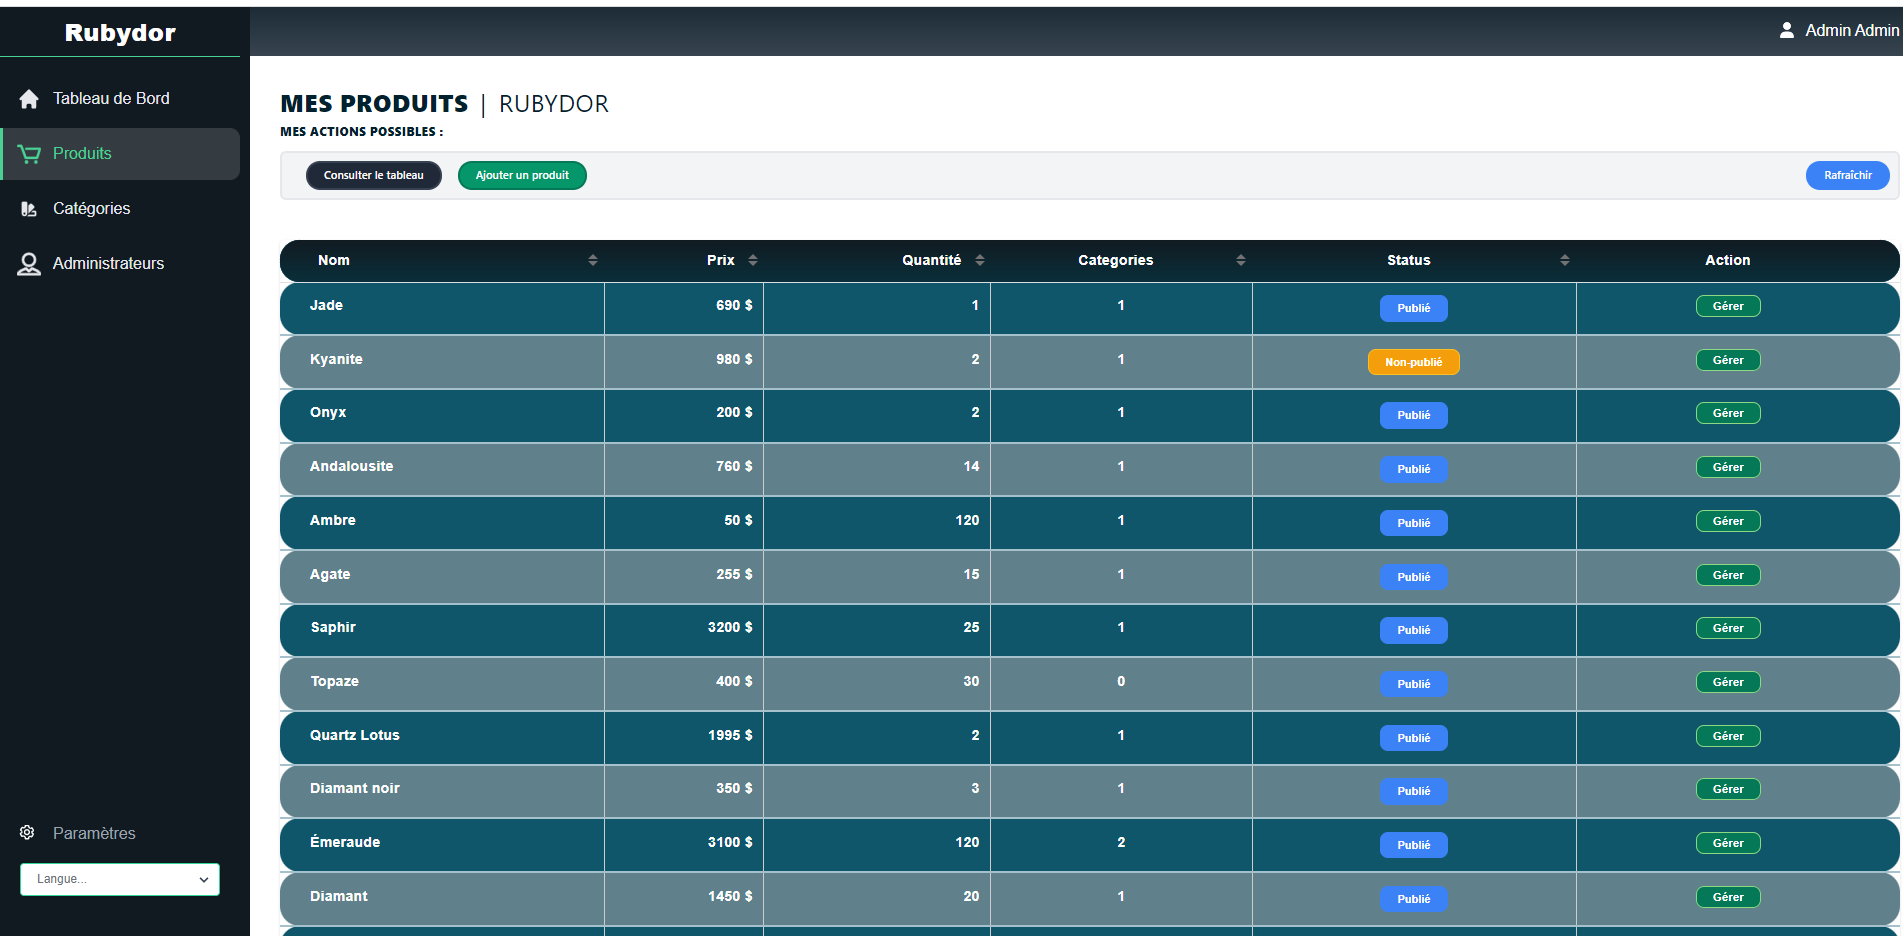 Rubydor
Admin Admin
Tableau de Bord
Produits
Catégories
Administrateurs
Paramètres
Langue...
MES PRODUITS | RUBYDOR
MES ACTIONS POSSIBLES :
Consulter le tableau Ajouter un produit Rafraîchir
Nom Prix Quantité Categories Status Action
Jade 690 $ 1 1 Publié Gérer
Kyanite 980 $ 2 1 Non-publié Gérer
Onyx 200 $ 2 1 Publié Gérer
Andalousite 760 $ 14 1 Publié Gérer
Ambre 50 $ 120 1 Publié Gérer
Agate 255 $ 15 1 Publié Gérer
Saphir 3200 $ 25 1 Publié Gérer
Topaze 400 $ 30 0 Publié Gérer
Quartz Lotus 1995 $ 2 1 Publié Gérer
Diamant noir 350 $ 3 1 Publié Gérer
Émeraude 3100 $ 120 2 Publié Gérer
Diamant 1450 $ 20 1 Publié Gérer